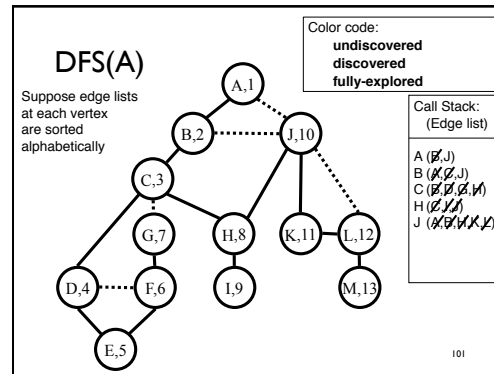 DFS(A)
Suppose edge lists
at each vertex
are sorted
alphabetically
Color code:
undiscovered
discovered
fully-explored
Call Stack:
(Edge list)
A (B,J)
B (A,C,J)
C (B,D,G,H)
H (C,I,J)
J (A,B,H,K,L)
A,1
B,2
J,10
C,3
G,7
H,8
K,11
L,12
D,4
F,6
I,9
M,13
E,5
101